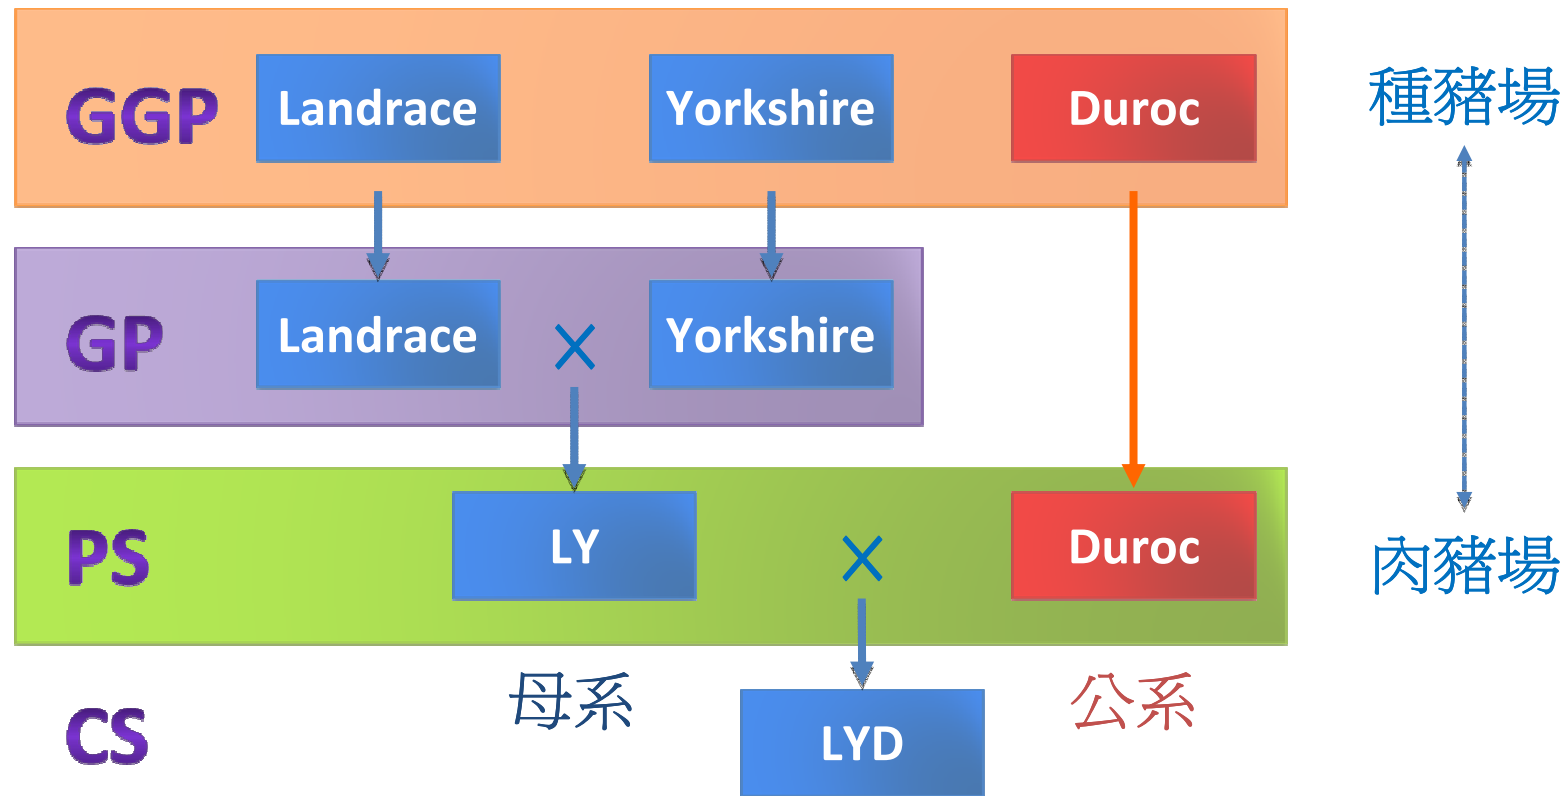 GGP Landrace Yorkshire Duroc 種豬場
GP Landrace × Yorkshire
PS LY × Duroc 肉豬場
母系 公系
CS LYD